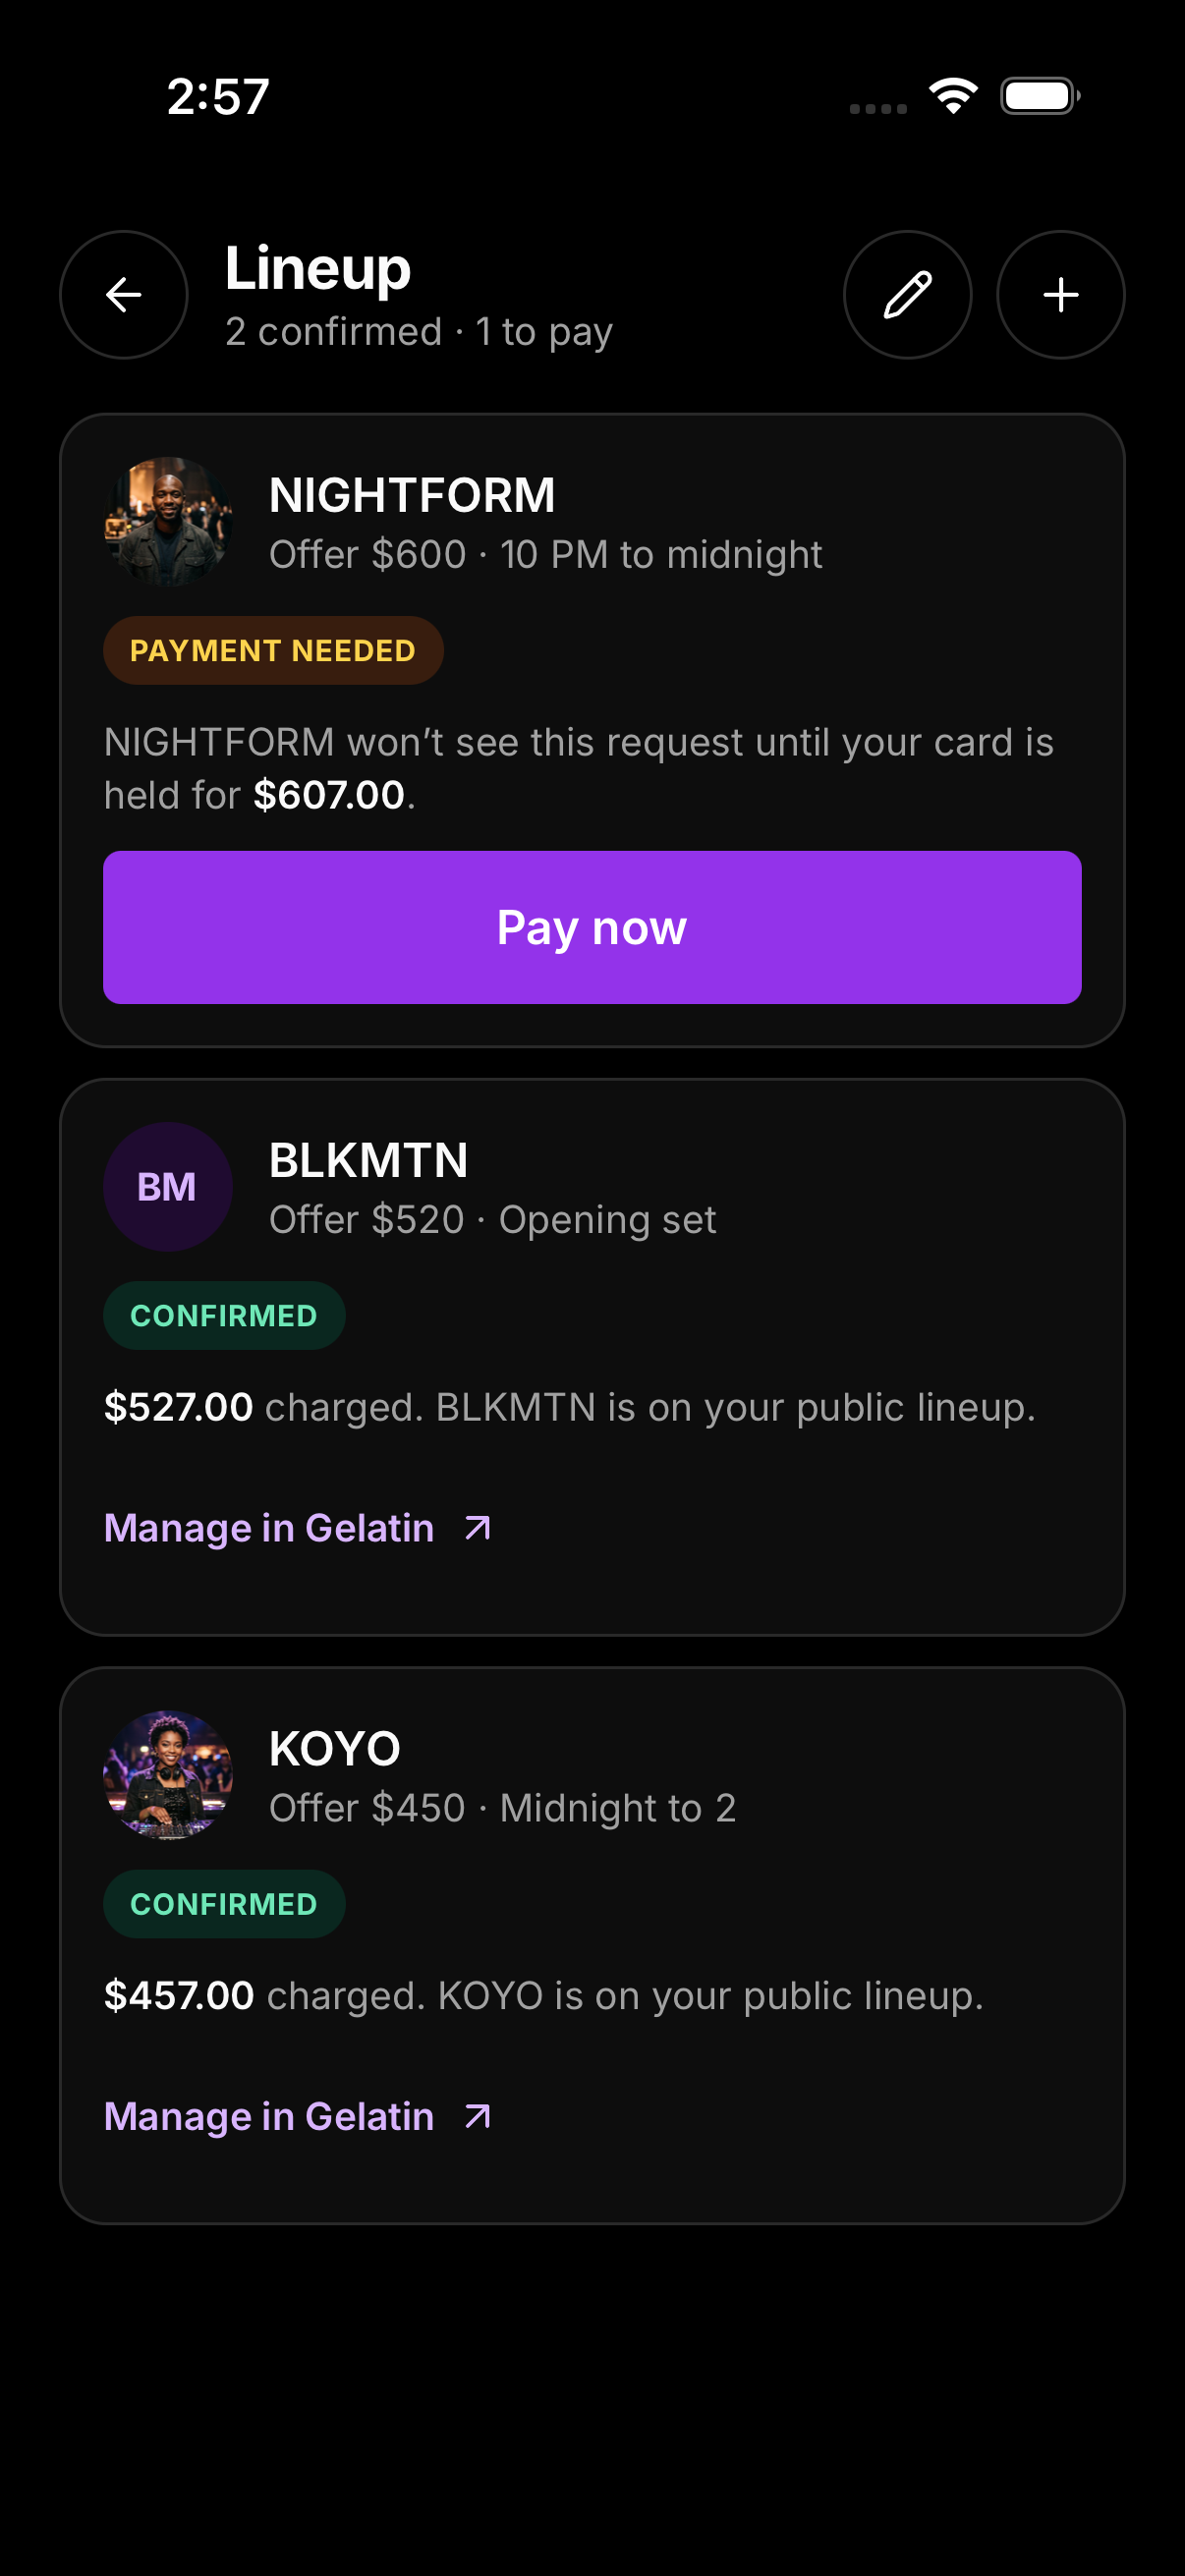 2:57
Lineup
2 confirmed · 1 to pay
NIGHTFORM
Offer $600 · 10 PM to midnight
PAYMENT NEEDED
NIGHTFORM won’t see this request until your card is
held for $607.00.
Pay now
BM
BLKMTN
Offer $520 · Opening set
CONFIRMED
$527.00 charged. BLKMTN is on your public lineup.
Manage in Gelatin
KOYO
Offer $450 · Midnight to 2
CONFIRMED
$457.00 charged. KOYO is on your public lineup.
Manage in Gelatin